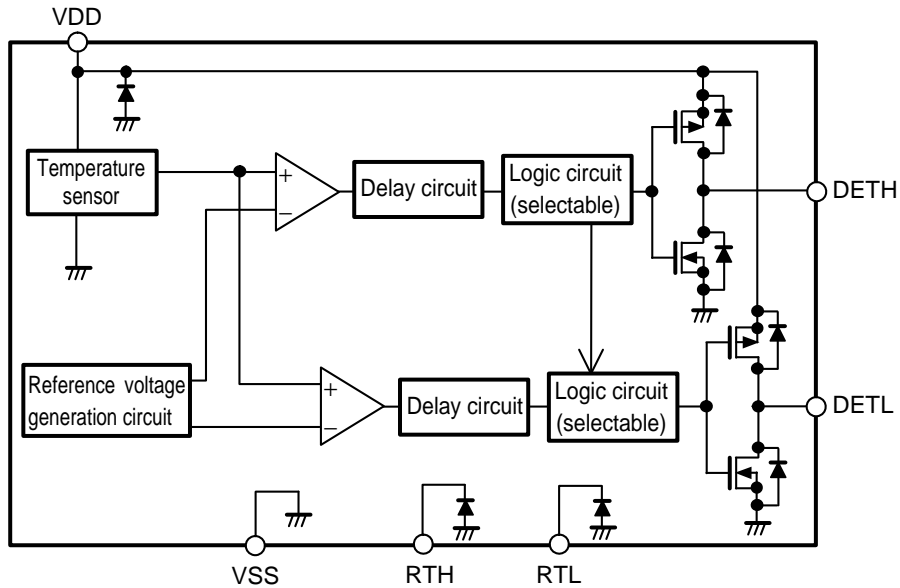 VDD
Temperature
sensor
+
−
Delay circuit
Logic circuit
(selectable)
DETH
Reference voltage
generation circuit
+
−
Delay circuit
Logic circuit
(selectable)
DETL
VSS
RTH
RTL